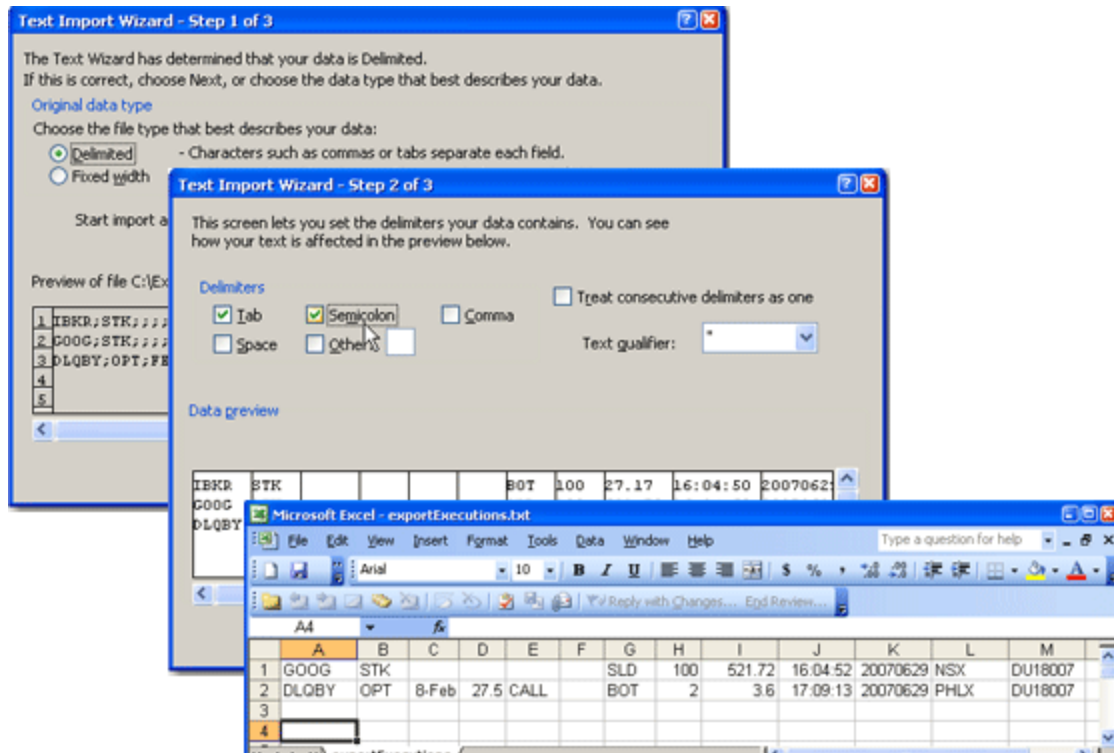 Text Import Wizard - Step 1 of 3
The Text Wizard has determined that your data is Delimited.
If this is correct, choose Next, or choose the data type that best describes your data.
Original data type
Choose the file type that best describes your data:
Delimited - Characters such as commas or tabs separate each field.
Fixed width
Start import a
Preview of file C:\Ex
1 IBKR;STK;;;;
2 GOOG;STK;;;;
3 DLQBY;OPT;FE
4
5
Text Import Wizard - Step 2 of 3
This screen lets you set the delimiters your data contains. You can see
how your text is affected in the preview below.
Delimiters
Treat consecutive delimiters as one
Tab Semicolon Comma
Space Other:
Text qualifier: "
Data preview
IBKR STK BOT 100 27.17 16:04:50 2007062
GOOG
DLQBY
Microsoft Excel - exportExecutions.txt
File Edit View Insert Format Tools Data Window Help Type a question for help
Arial 10 B I U $ % ,
Reply with Changes... End Review...
A4 fx
A B C D E F G H I J K L M
1 GOOG STK SLD 100 521.72 16:04:52 20070629 NSX DU18007
2 DLQBY OPT 8-Feb 27.5 CALL BOT 2 3.6 17:09:13 20070629 PHLX DU18007
3
4